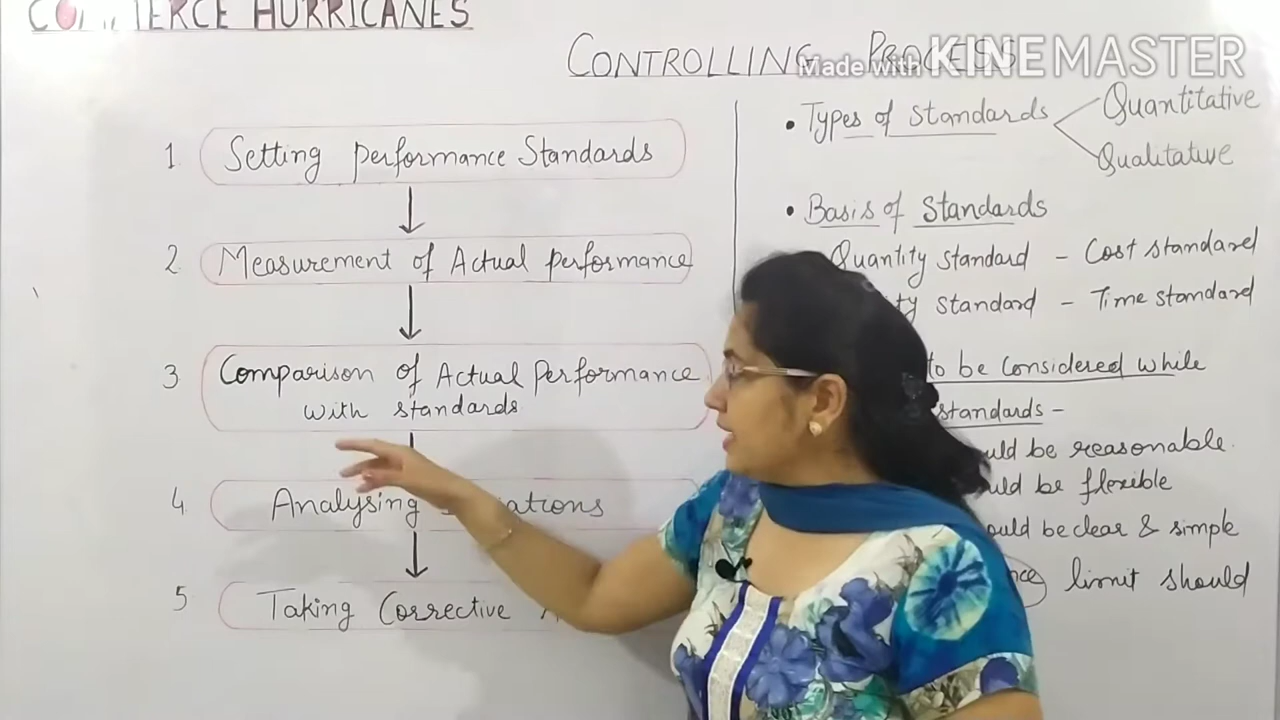 HURRICANES
CONTROLLING PROCESS
Made with KINEMASTER
1 Setting performance Standards
2 Measurement of Actual performance
3 Comparison of Actual Performance
with standards
4 Analysing
5 Taking Corrective
• Types of standards
Quantitative
Qualitative
• Basis of Standards
Quantity standard - Cost standard
standard - Time standard
to be considered while
standards -
be reasonable.
be flexible
be clear & simple
limit should